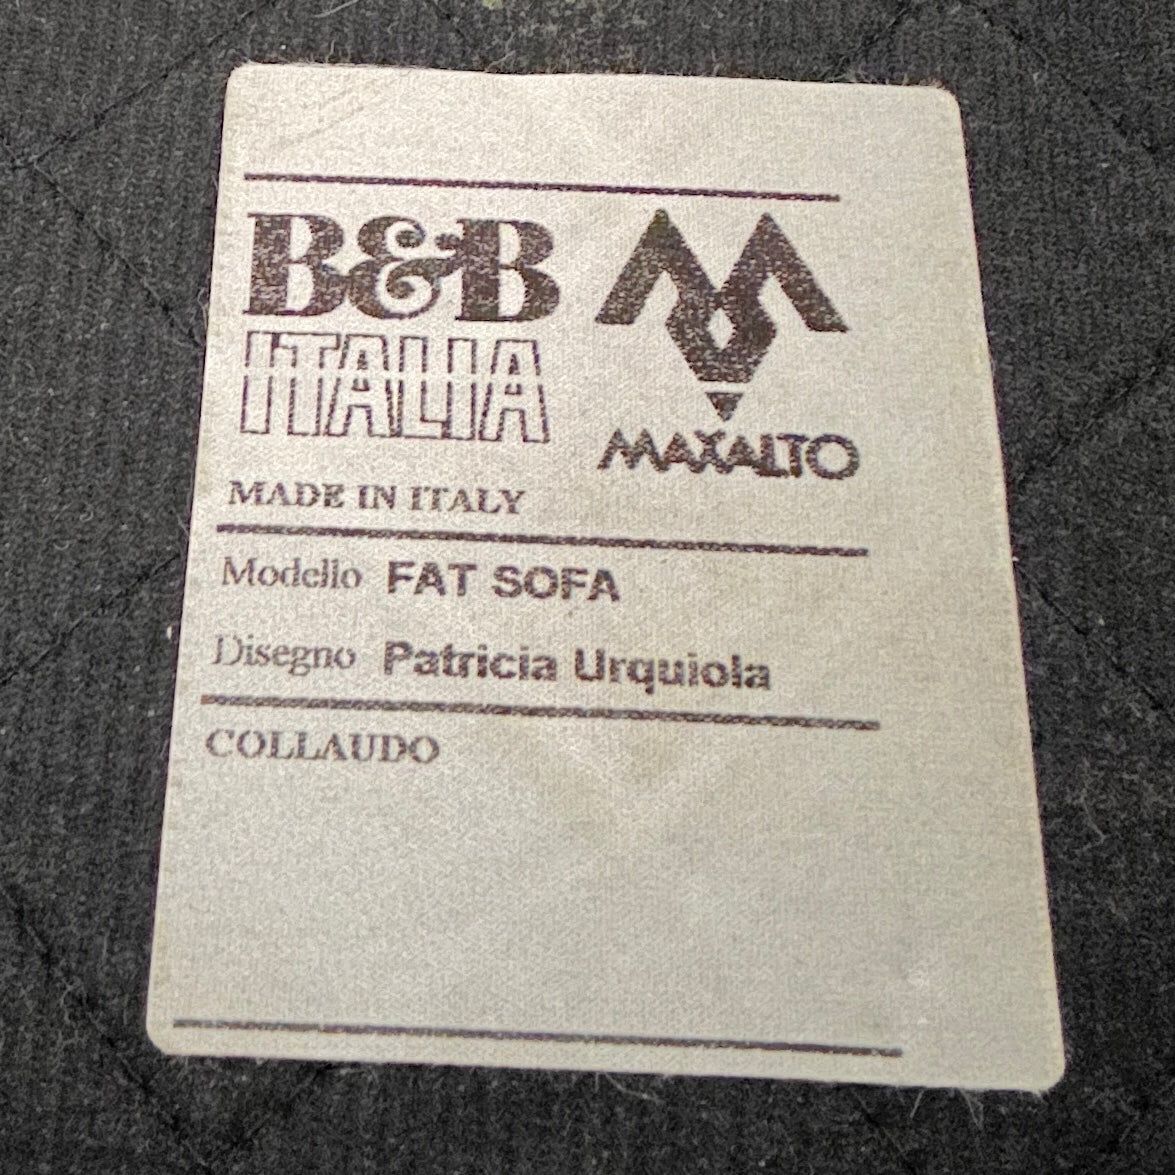 B&B
ITALIA
MAXALTO
MADE IN ITALY
Modello FAT SOFA
Disegno Patricia Urquiola
COLLAUDO